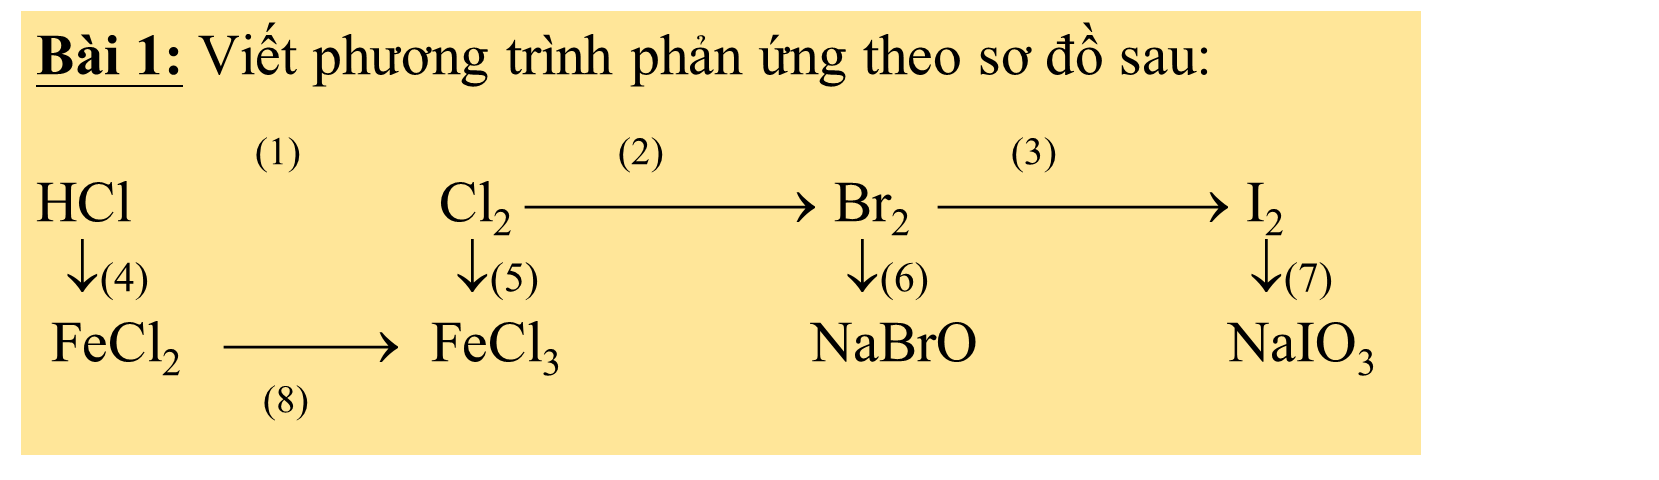 Bài 1: Viết phương trình phản ứng theo sơ đồ sau:
(1) (2) (3)
HCl Cl₂ → Br₂ → I₂
↓(4) ↓(5) ↓(6) ↓(7)
FeCl₂ → FeCl₃ NaBrO NaIO₃
(8)